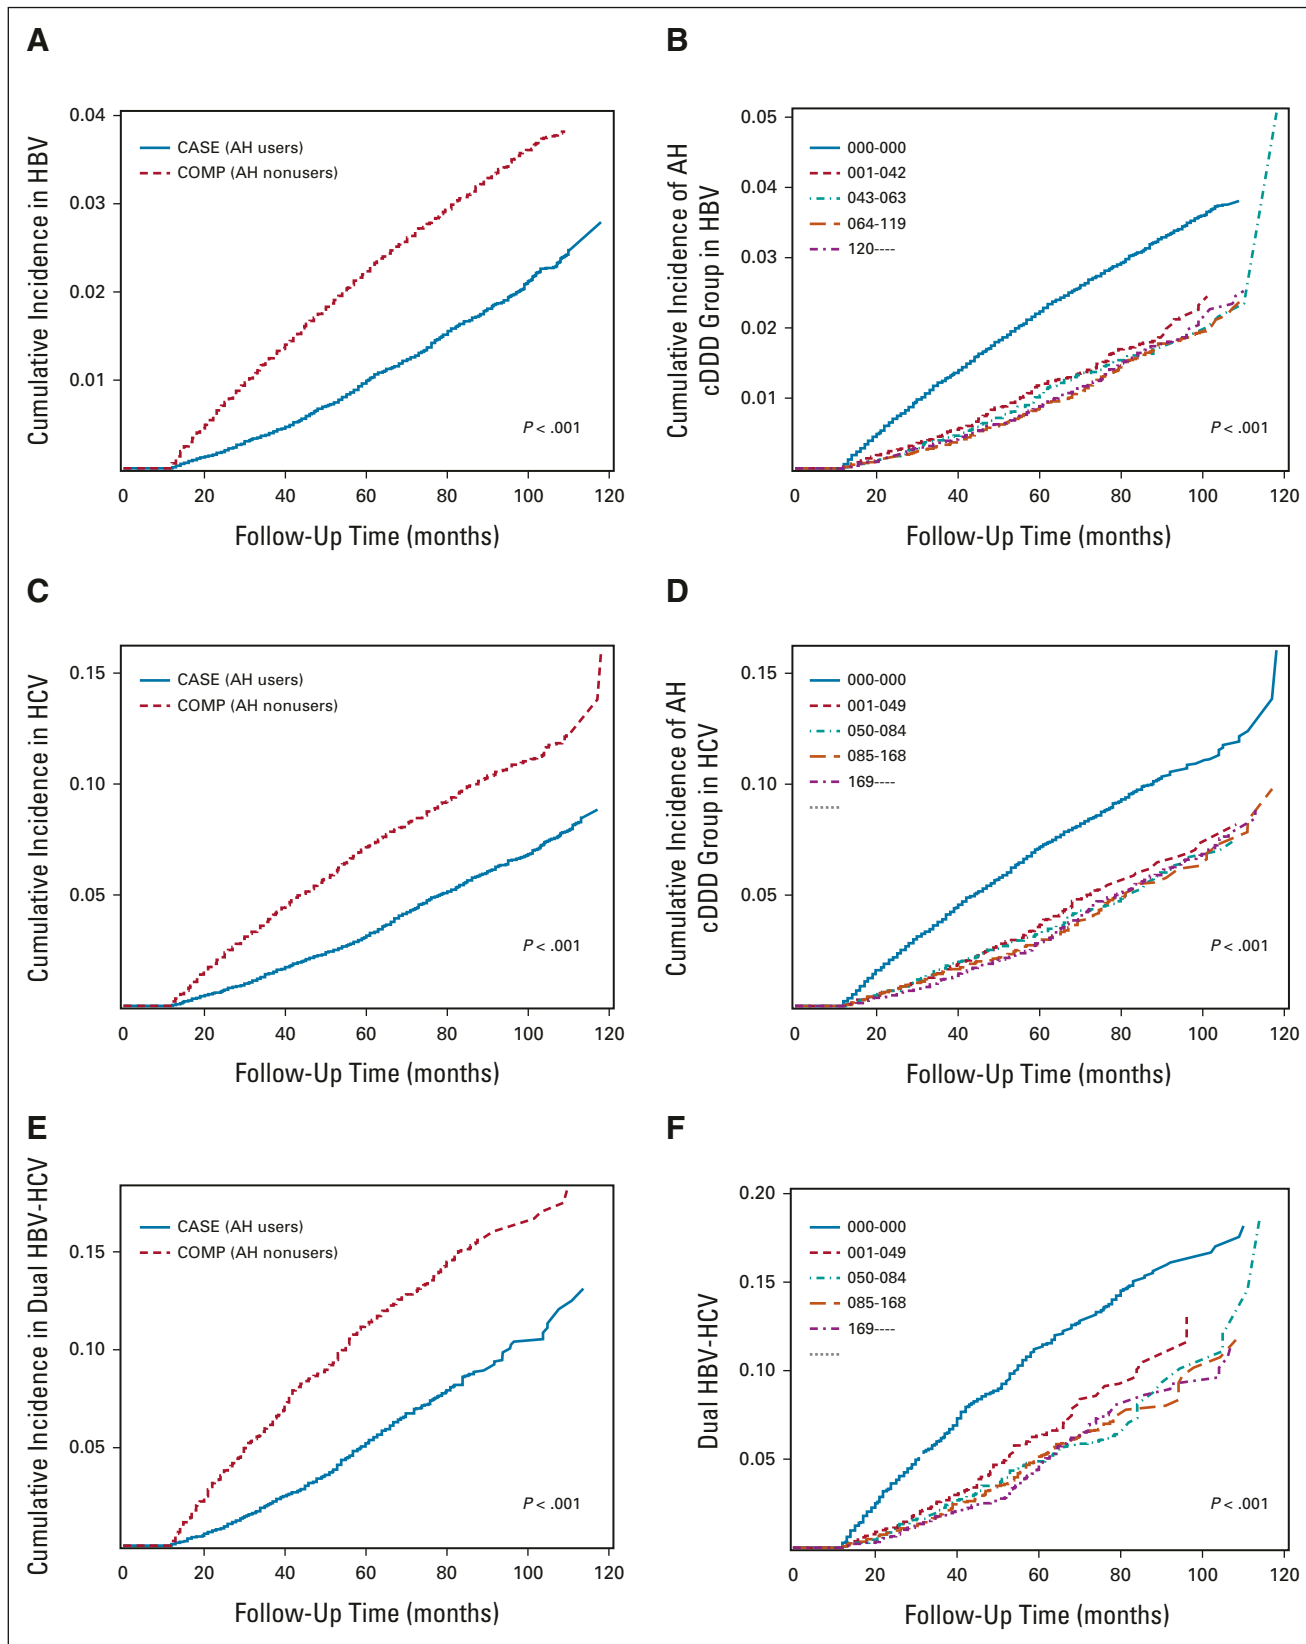 A
Cumulative Incidence in HBV
0.04
0.03
0.02
0.01
CASE (AH users)
COMP (AH nonusers)
P < .001
0 20 40 60 80 100 120
Follow-Up Time (months)
B
Cumulative Incidence of AH
cDDD Group in HBV
0.05
0.04
0.03
0.02
0.01
000-000
001-042
043-063
064-119
120----
P < .001
0 20 40 60 80 100 120
Follow-Up Time (months)
C
Cumulative Incidence in HCV
0.15
0.10
0.05
CASE (AH users)
COMP (AH nonusers)
P < .001
0 20 40 60 80 100 120
Follow-Up Time (months)
D
Cumulative Incidence of AH
cDDD Group in HCV
0.15
0.10
0.05
000-000
001-049
050-084
085-168
169----
P < .001
0 20 40 60 80 100 120
Follow-Up Time (months)
E
Cumulative Incidence in Dual HBV-HCV
0.15
0.10
0.05
CASE (AH users)
COMP (AH nonusers)
P < .001
0 20 40 60 80 100 120
Follow-Up Time (months)
F
Dual HBV-HCV
0.20
0.15
0.10
0.05
000-000
001-049
050-084
085-168
169----
P < .001
0 20 40 60 80 100 120
Follow-Up Time (months)